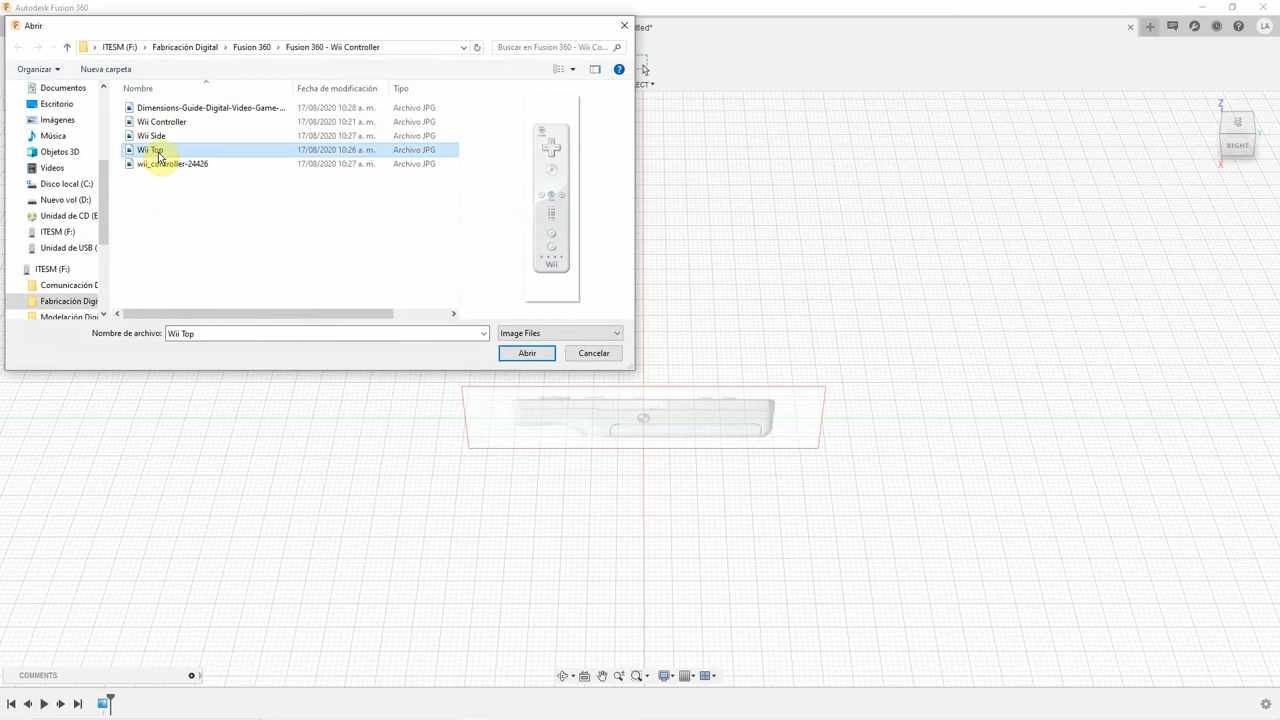 Autodesk Fusion 360
Abrir
ITESM (F:) > Fabricación Digital > Fusion 360 > Fusion 360 - Wii Controller
Buscar en Fusion 360 - Wii Co...
LA
Organizar
Nueva carpeta
Nombre
Fecha de modificación
Tipo
Documentos
Escritorio
Imágenes
Música
Objetos 3D
Videos
Disco local (C:)
Nuevo vol (D:)
Unidad de CD (E
ITESM (F:)
Unidad de USB (
ITESM (F:)
Comunicación D
Fabricación Digi
Modelación Digi
Dimensions-Guide-Digital-Video-Game-...
17/08/2020 10:28 a. m.
Archivo JPG
Wii Controller
17/08/2020 10:21 a. m.
Archivo JPG
Wii Side
17/08/2020 10:27 a. m.
Archivo JPG
Wii Top
17/08/2020 10:26 a. m.
Archivo JPG
wii_controller-24426
17/08/2020 10:27 a. m.
Archivo JPG
Wii
Nombre de archivo:
Wii Top
Image Files
Abrir
Cancelar
Z
RIGHT
X
COMMENTS